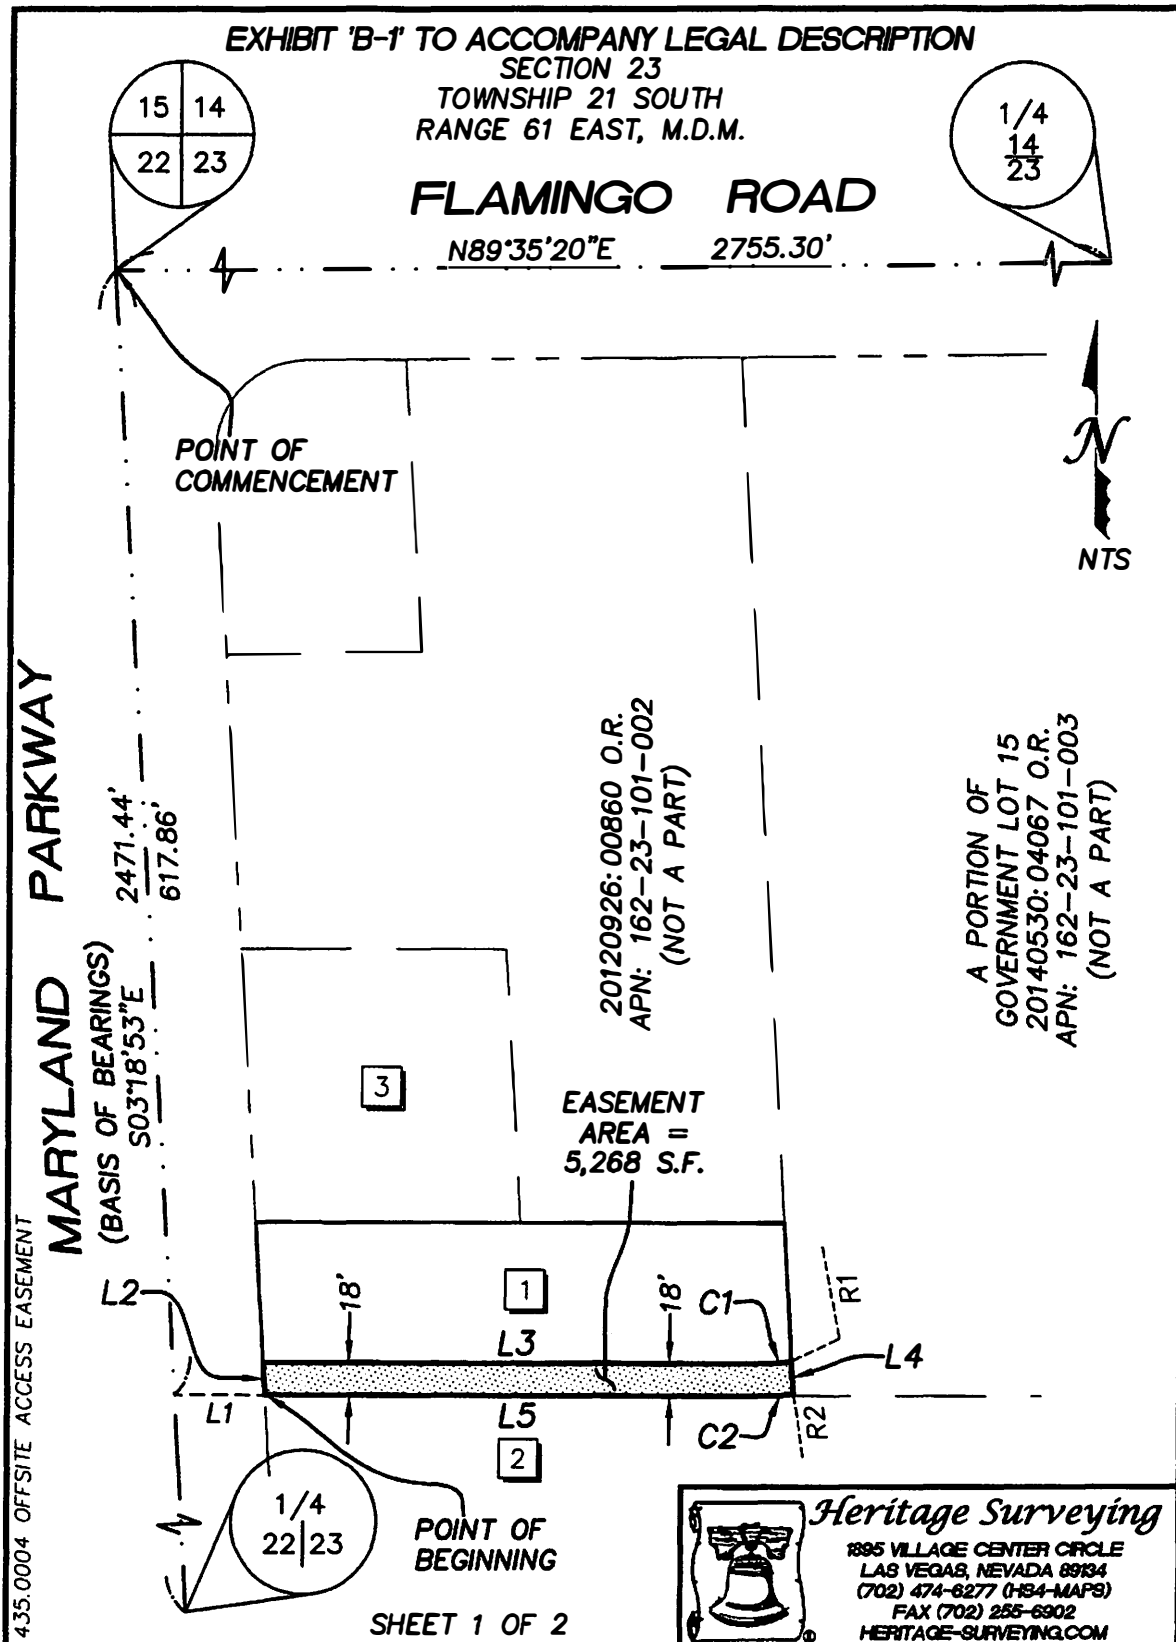 EXHIBIT 'B-1' TO ACCOMPANY LEGAL DESCRIPTION
SECTION 23
TOWNSHIP 21 SOUTH
RANGE 61 EAST, M.D.M.
15 14
22 23
1/4
14
23
FLAMINGO ROAD
N89°35'20"E 2755.30'
POINT OF
COMMENCEMENT
N
NTS
MARYLAND PARKWAY
(BASIS OF BEARINGS)
S03°18'53"E
2471.44'
617.86'
20120926:00860 O.R.
APN: 162-23-101-002
(NOT A PART)
A PORTION OF
GOVERNMENT LOT 15
20140530:04067 O.R.
APN: 162-23-101-003
(NOT A PART)
3
EASEMENT
AREA =
5,268 S.F.
L2
18'
1
18'
C1
R1
L3
L4
L1
L5
C2
R2
2
1/4
22 23
POINT OF
BEGINNING
SHEET 1 OF 2
435.0004 OFFSITE ACCESS EASEMENT
Heritage Surveying
1895 VILLAGE CENTER CIRCLE
LAS VEGAS, NEVADA 89134
(702) 474-6277 (HS4-MAPS)
FAX (702) 255-6902
HERITAGE-SURVEYING.COM